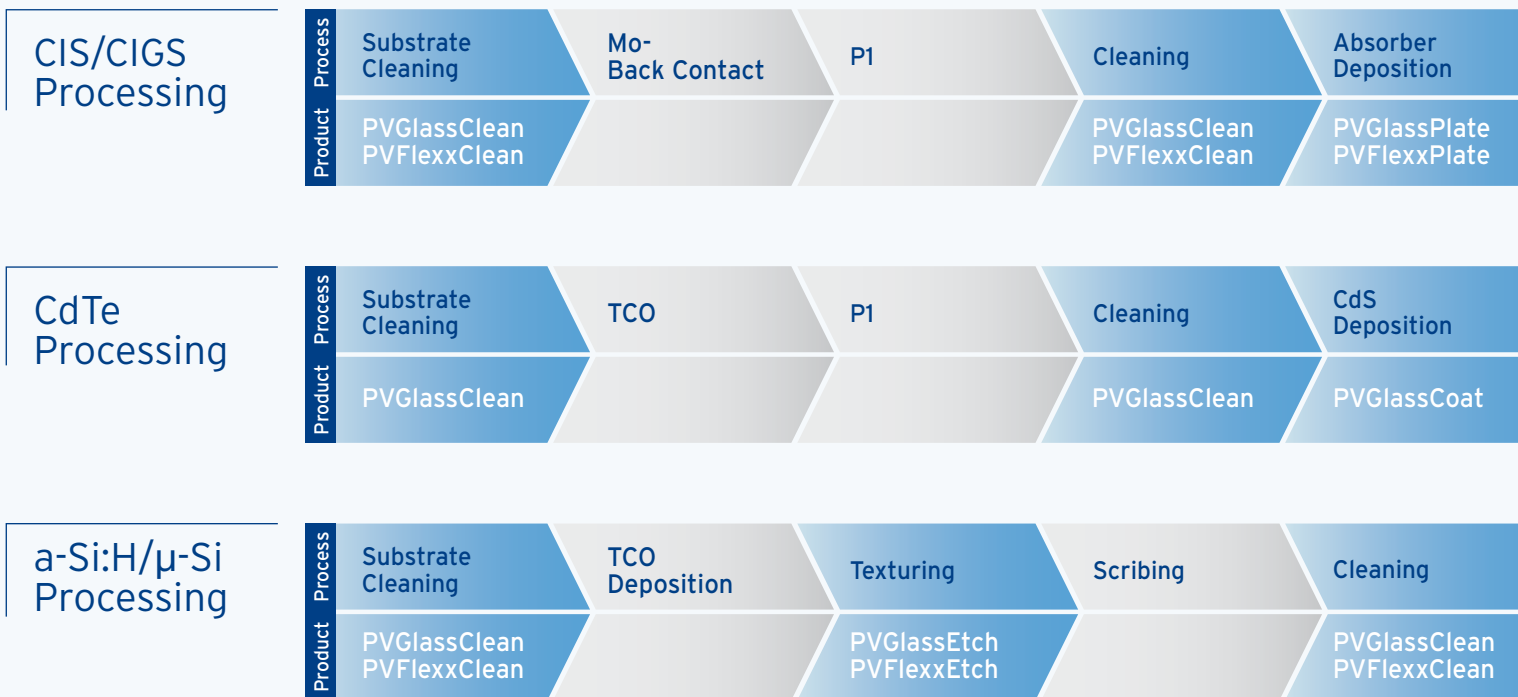 CIS/CIGS
Processing
Process
Substrate
Cleaning
Mo-
Back Contact
P1
Cleaning
Absorber
Deposition
Product
PVGlassClean
PVFlexxClean
PVGlassClean
PVFlexxClean
PVGlassPlate
PVFlexxPlate
CdTe
Processing
Process
Substrate
Cleaning
TCO
P1
Cleaning
CdS
Deposition
Product
PVGlassClean
PVGlassClean
PVGlassCoat
a-Si:H/µ-Si
Processing
Process
Substrate
Cleaning
TCO
Deposition
Texturing
Scribing
Cleaning
Product
PVGlassClean
PVFlexxClean
PVGlassEtch
PVFlexxEtch
PVGlassClean
PVFlexxClean